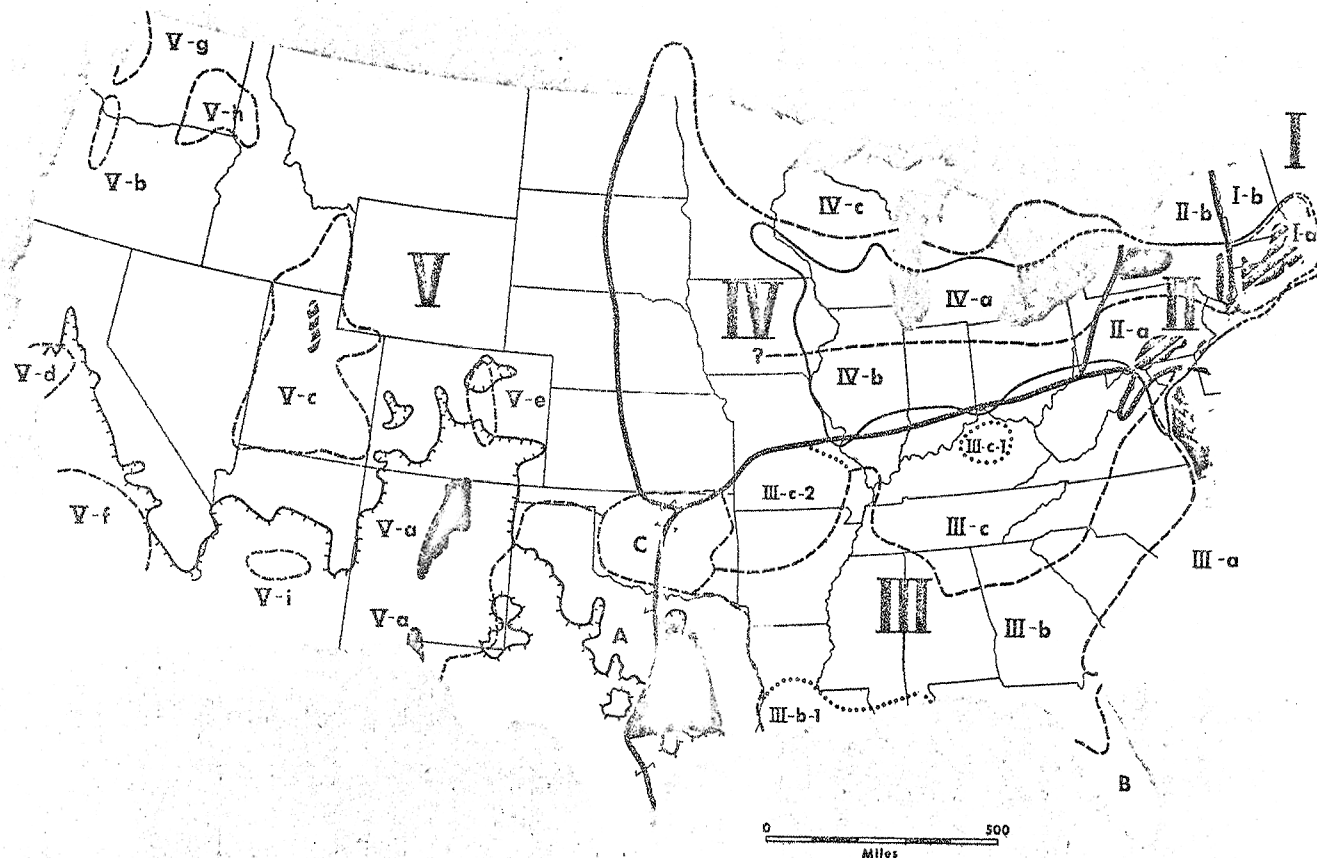 V-g
V-h
V-b
I
I-b
II-b
I-a
IV-c
V
IV
IV-a
II
II-a
?
IV-b
V-d
V-c
V-e
III-c-1
III-c-2
V-f
V-a
C
III-c
III-a
V-i
V-a
A
III
III-b
III-b-1
B
0 500
Miles